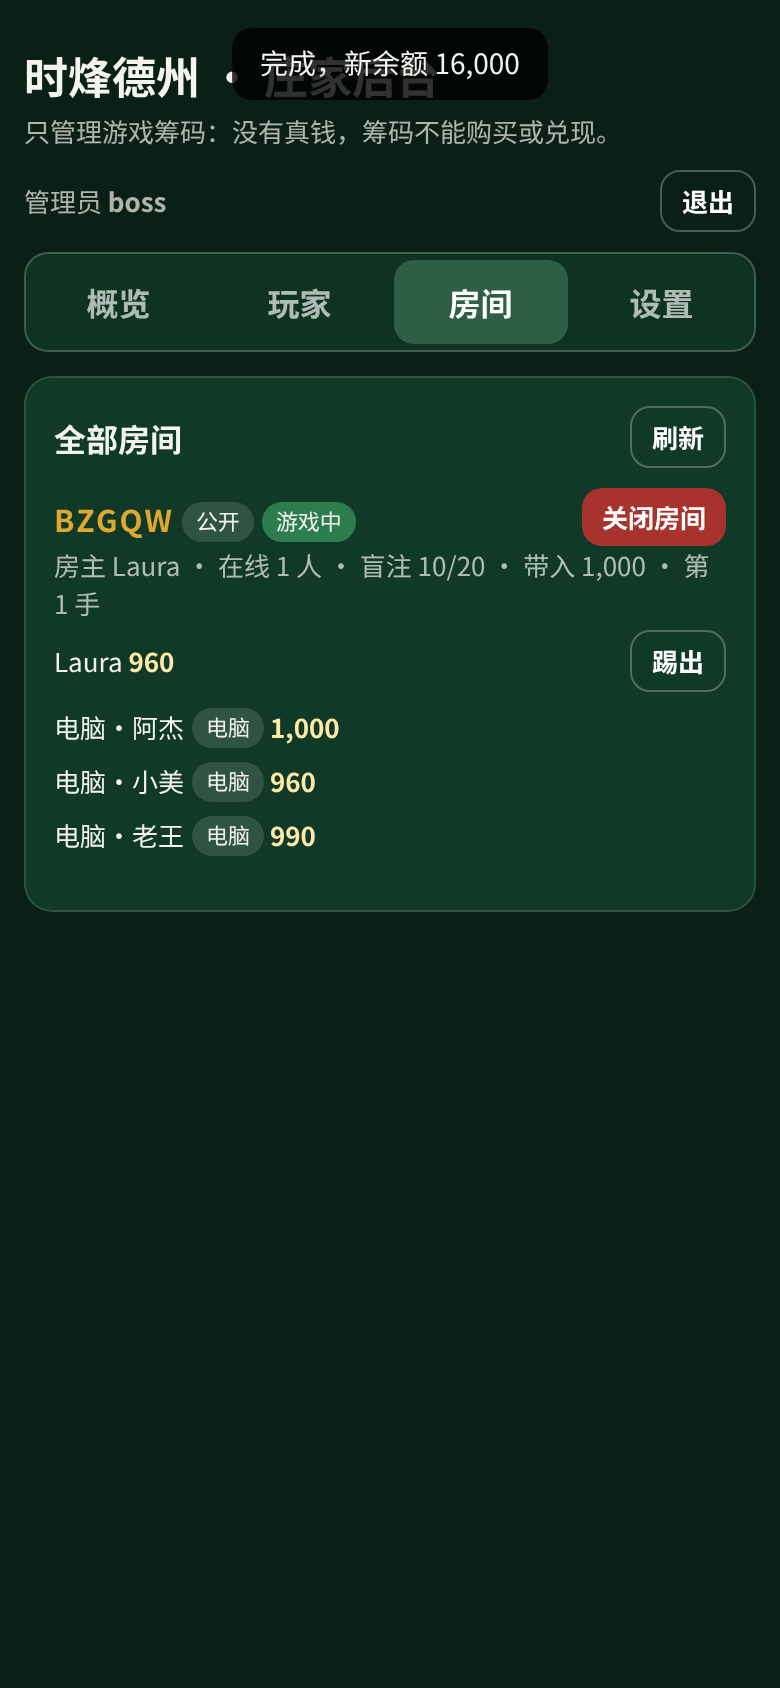 完成，新余额 16,000
时烽德州 · 庄家后台
只管理游戏筹码：没有真钱，筹码不能购买或兑现。
管理员 boss
退出
概览 玩家 房间 设置
全部房间
刷新
BZGQW 公开 游戏中
关闭房间
房主 Laura · 在线 1 人 · 盲注 10/20 · 带入 1,000 · 第
1 手
Laura 960
踢出
电脑·阿杰 电脑 1,000
电脑·小美 电脑 960
电脑·老王 电脑 990